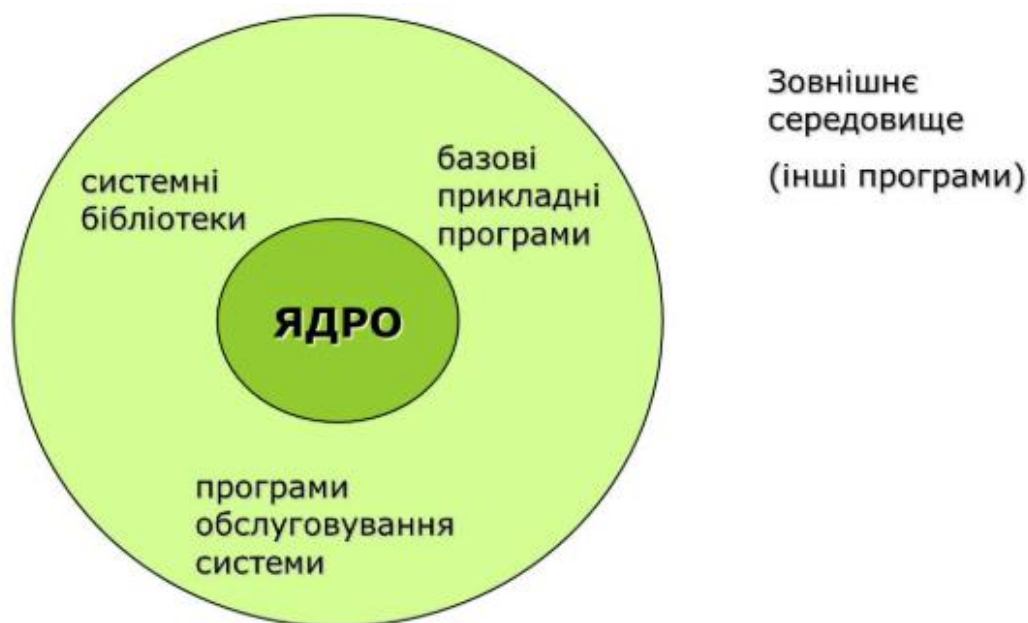 Зовнішнє
середовище
(інші програми)
базові
прикладні
програми
системні
бібліотеки
ЯДРО
програми
обслуговування
системи